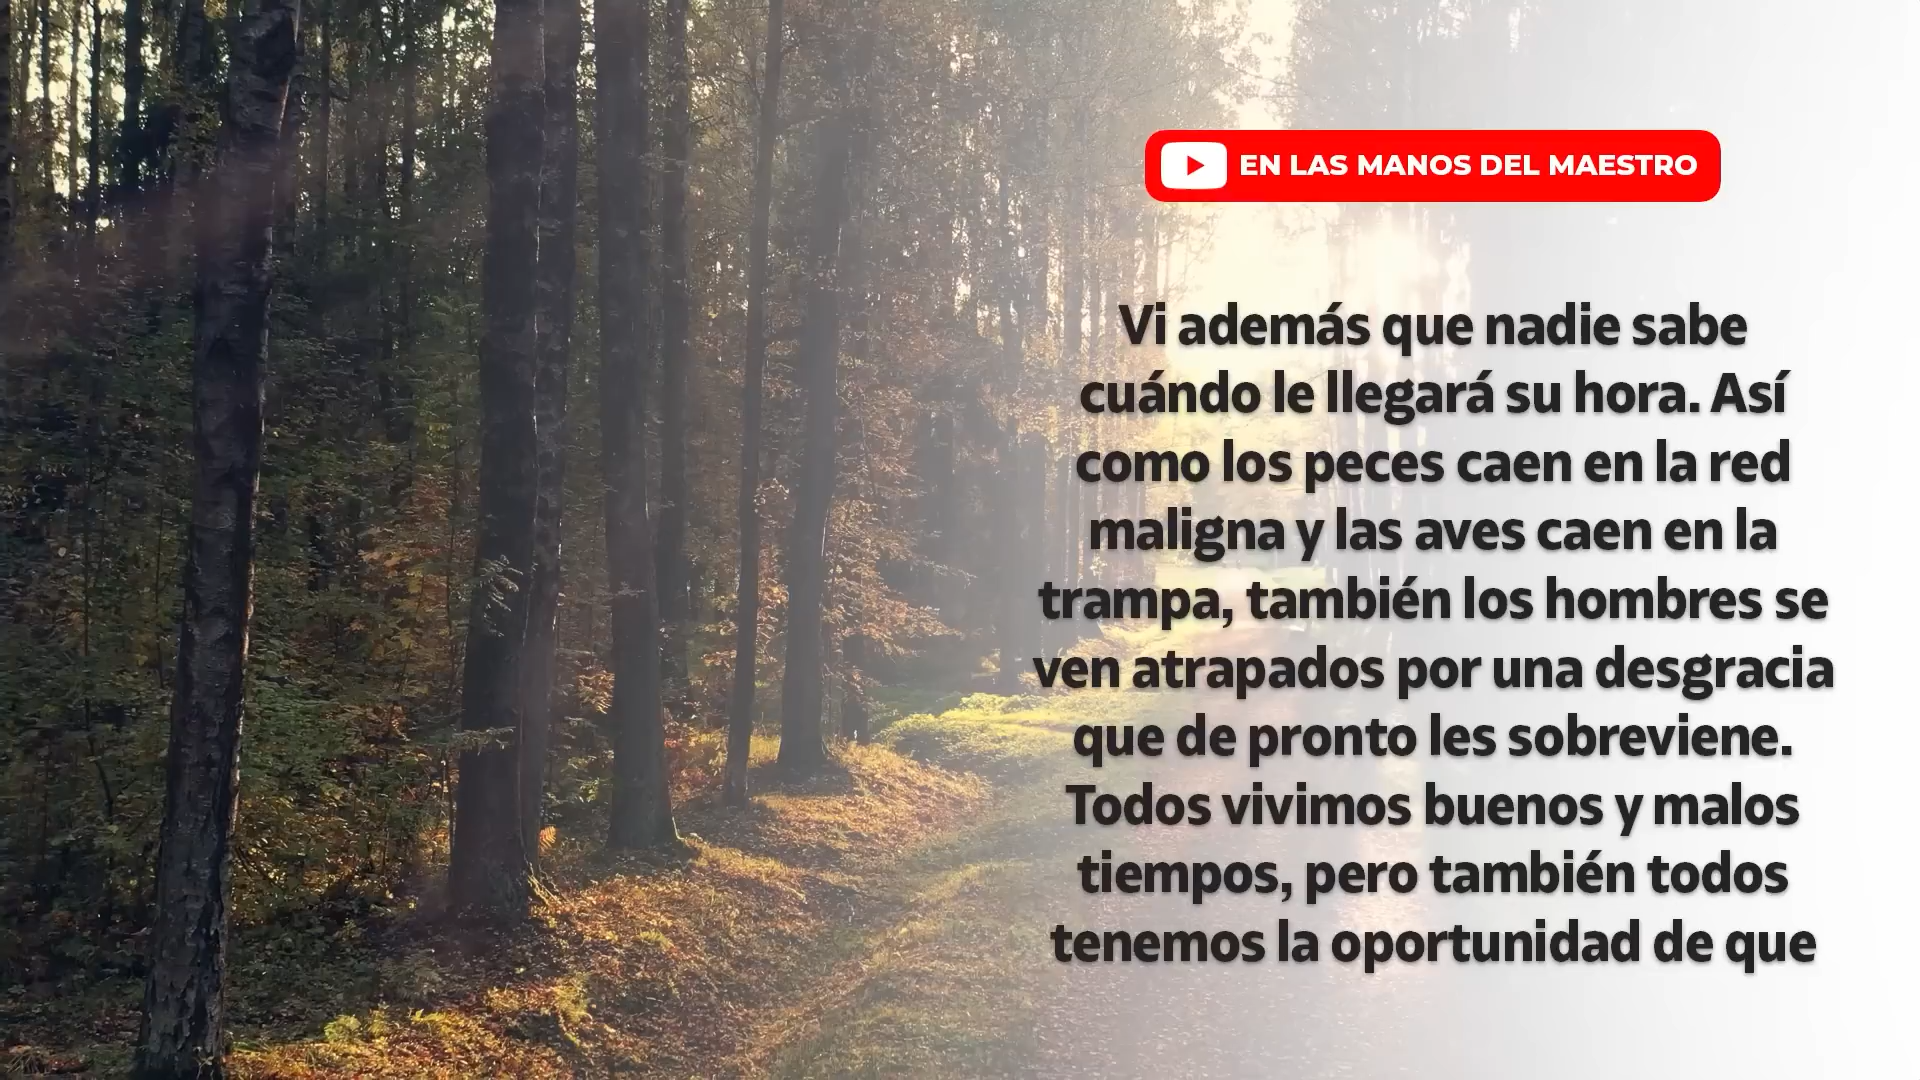 EN LAS MANOS DEL MAESTRO
Vi además que nadie sabe
cuándo le llegará su hora. Así
como los peces caen en la red
maligna y las aves caen en la
trampa, también los hombres se
ven atrapados por una desgracia
que de pronto les sobreviene.
Todos vivimos buenos y malos
tiempos, pero también todos
tenemos la oportunidad de que